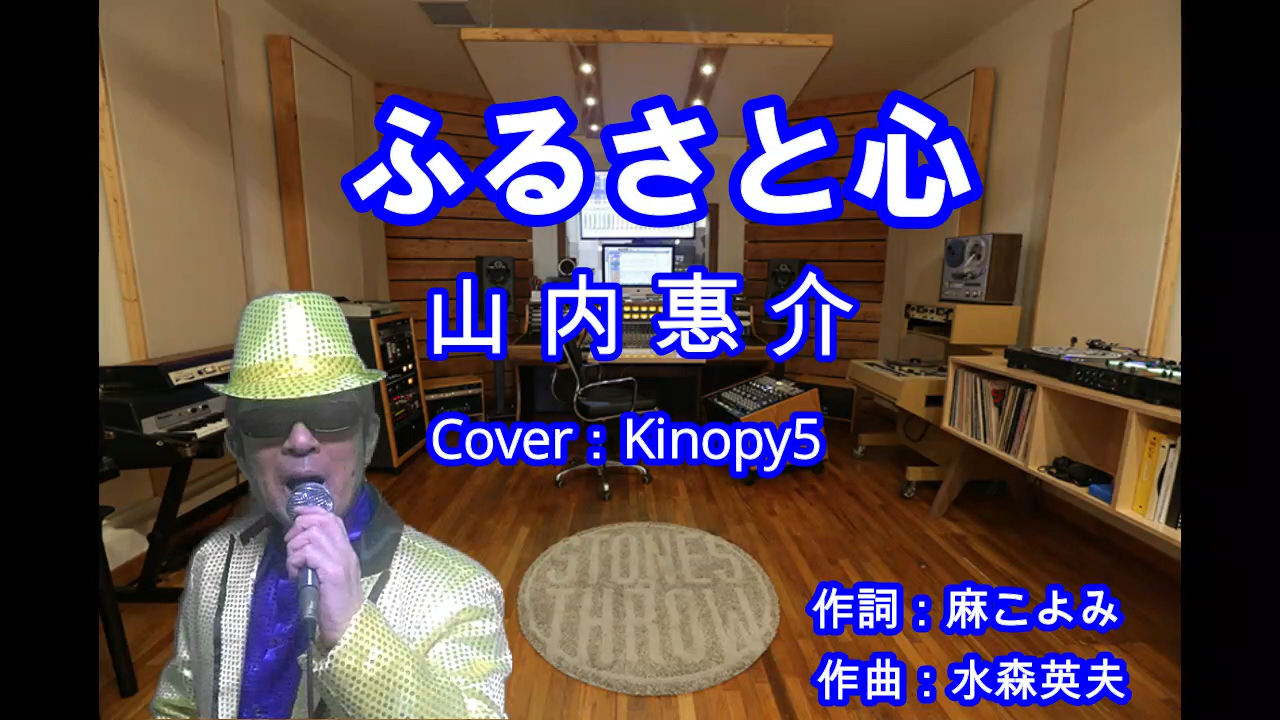 ふるさと心
山内惠介
Cover : Kinopy5
STONES
THROW
作詞 : 麻こよみ
作曲 : 水森英夫